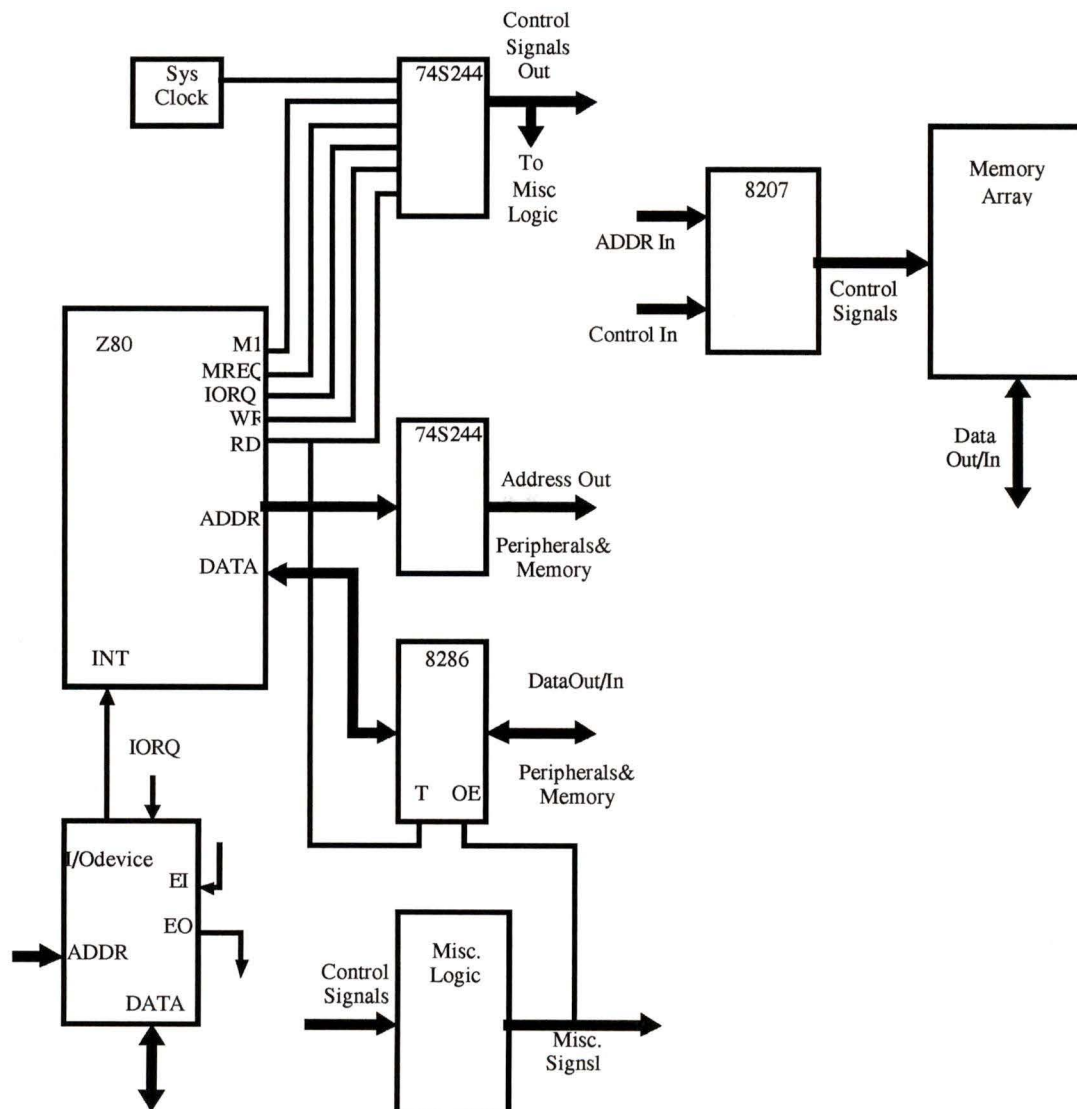 Sys
Clock
74S244
Control
Signals
Out
To
Misc
Logic
8207
ADDR In
Control In
Control
Signals
Memory
Array
Data
Out/In
Z80
M1
MREQ
IORQ
WR
RD
ADDR
DATA
INT
74S244
Address Out
Peripherals&
Memory
8286
T OE
DataOut/In
Peripherals&
Memory
IORQ
I/Odevice
EI
EO
ADDR
DATA
Control
Signals
Misc.
Logic
Misc.
Signsl